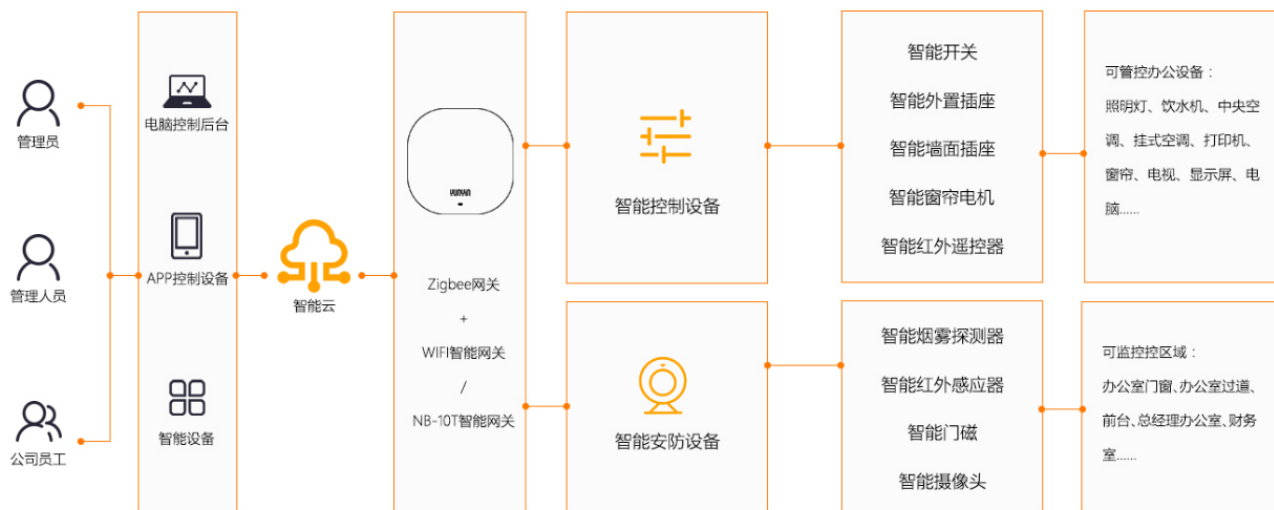 管理员
管理人员
公司员工
电脑控制后台
APP控制设备
智能设备
智能云
YUNYAN
Zigbee网关
+
WIFI智能网关
/
NB-10T智能网关
智能控制设备
智能安防设备
智能开关
智能外置插座
智能墙面插座
智能窗帘电机
智能红外遥控器
智能烟雾探测器
智能红外感应器
智能门磁
智能摄像头
可管控办公设备：
照明灯、饮水机、中央空
调、挂式空调、打印机、
窗帘、电视、显示屏、电
脑......
可监控控区域：
办公室门窗、办公室过道、
前台、总经理办公室、财务
室......